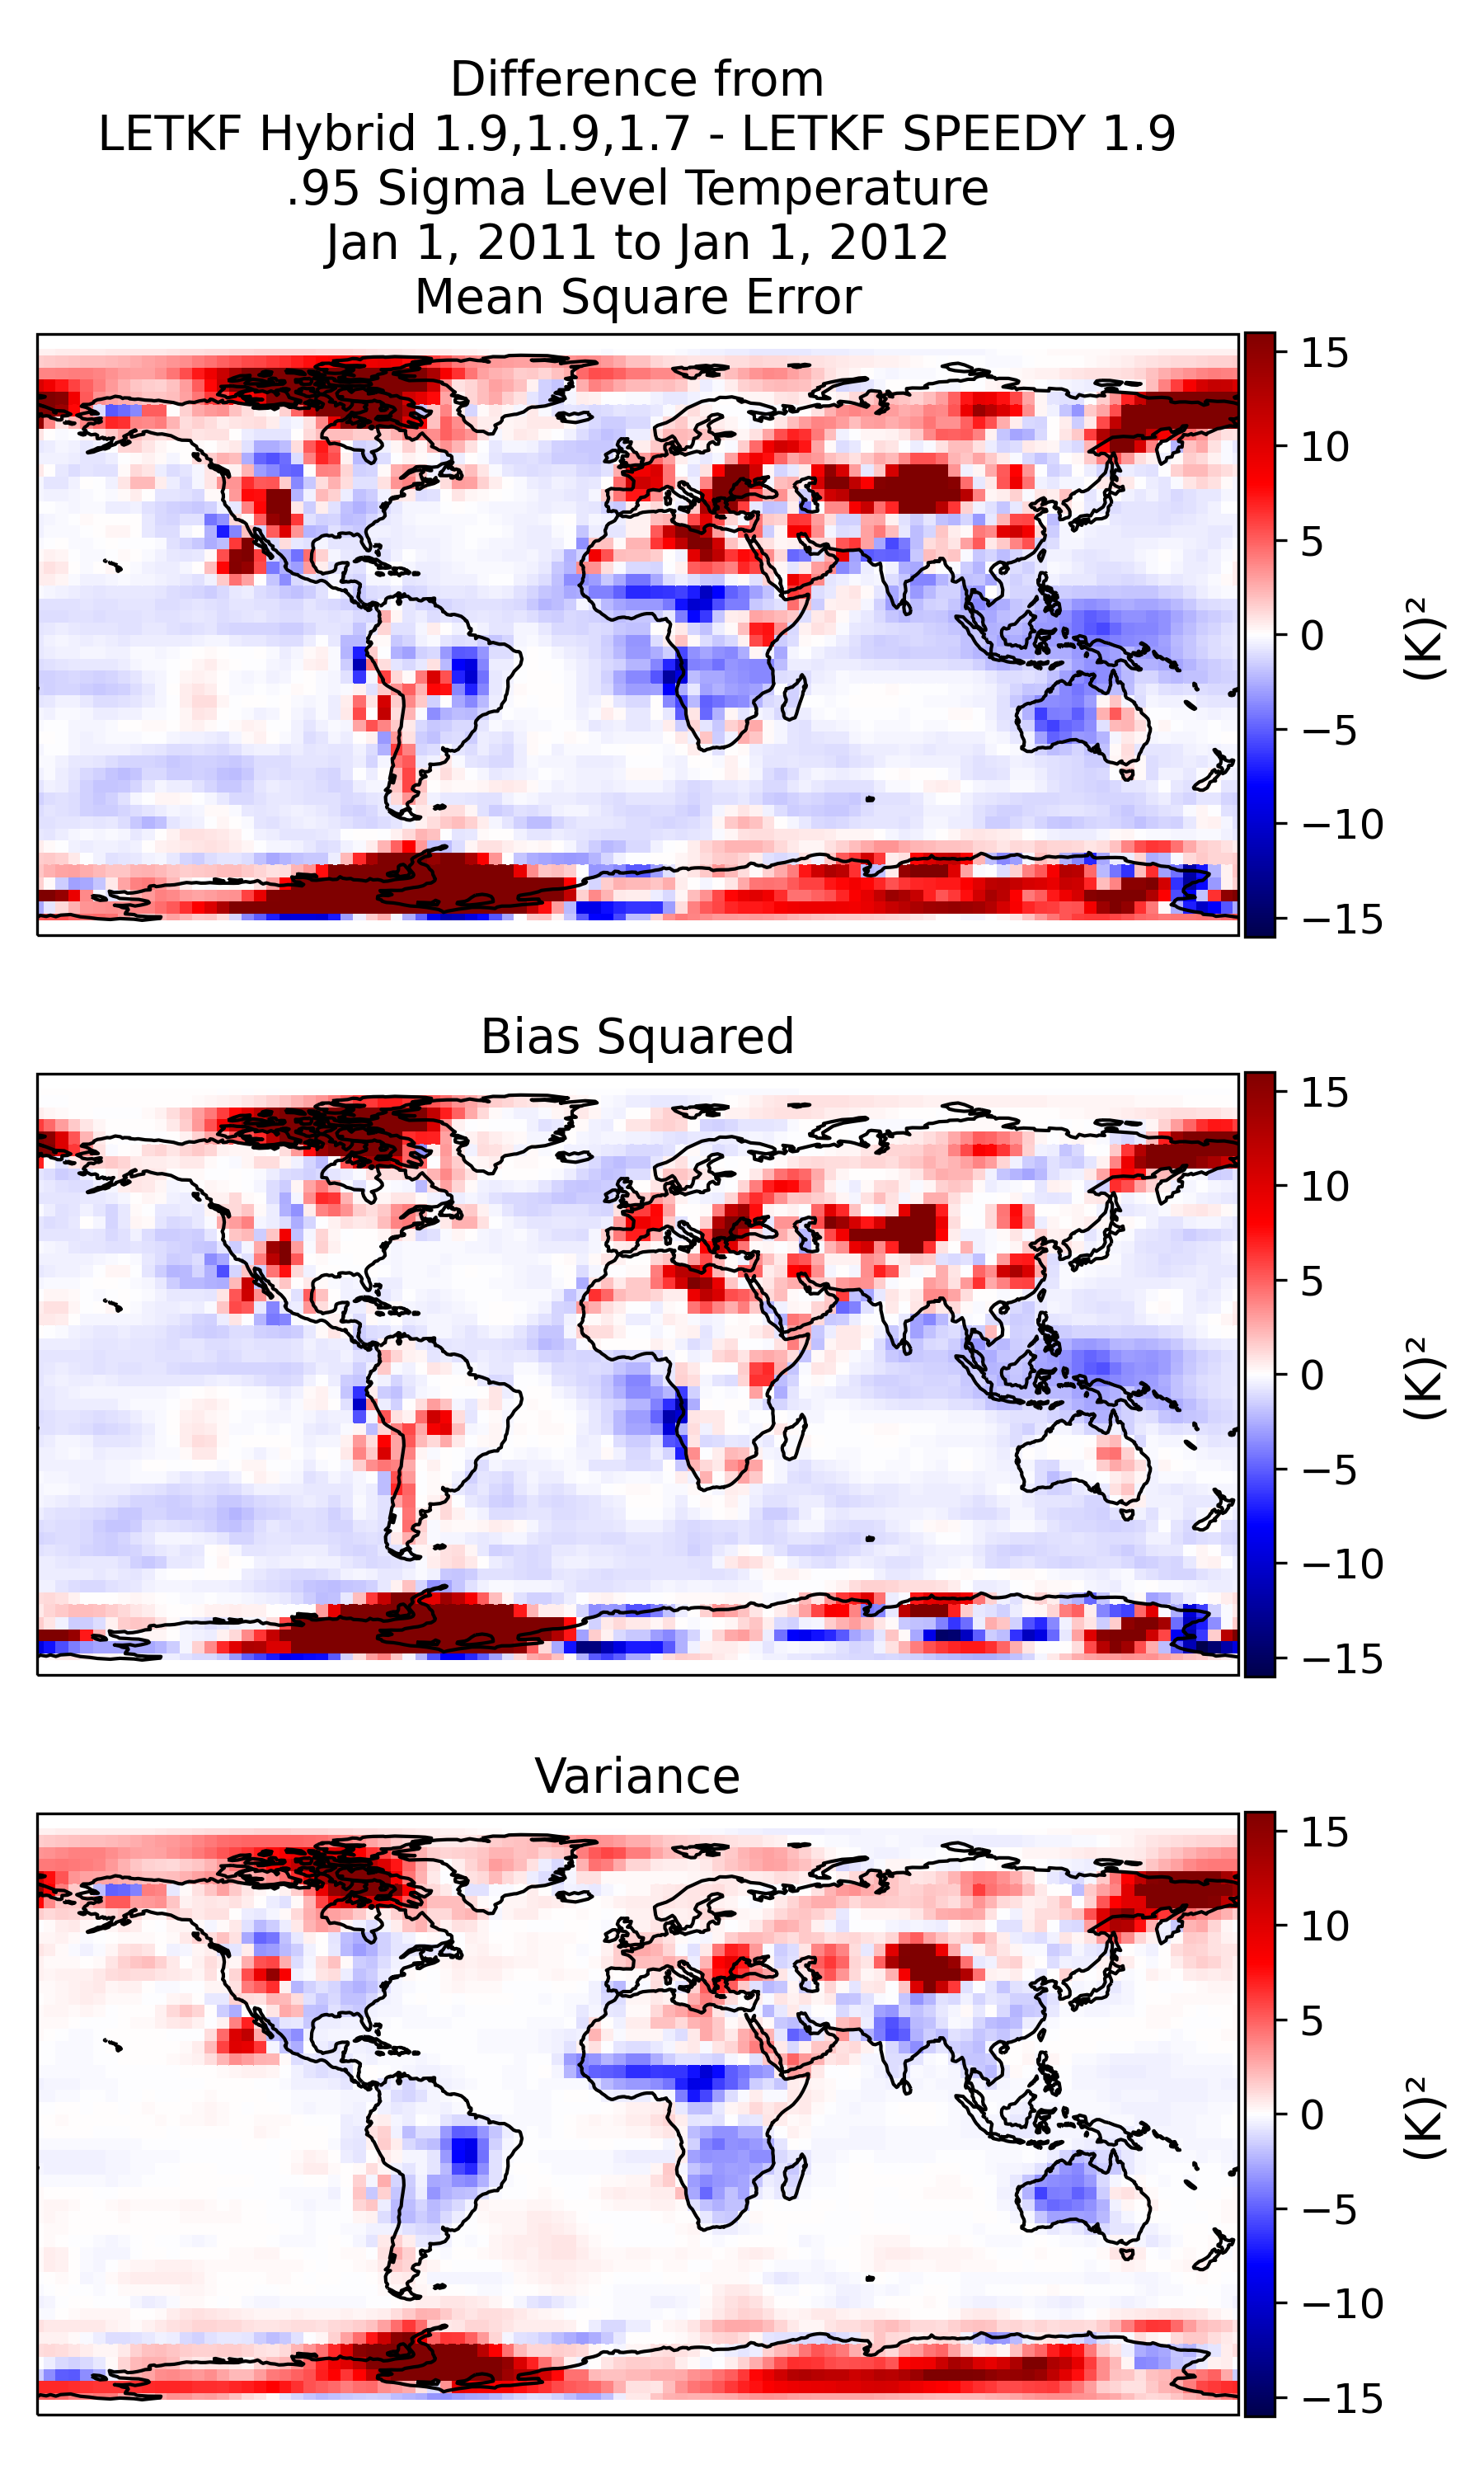 Difference from
LETKF Hybrid 1.9,1.9,1.7 - LETKF SPEEDY 1.9
.95 Sigma Level Temperature
Jan 1, 2011 to Jan 1, 2012
Mean Square Error
15
10
5
0
−5
−10
−15
(K)²
Bias Squared
15
10
5
0
−5
−10
−15
(K)²
Variance
15
10
5
0
−5
−10
−15
(K)²